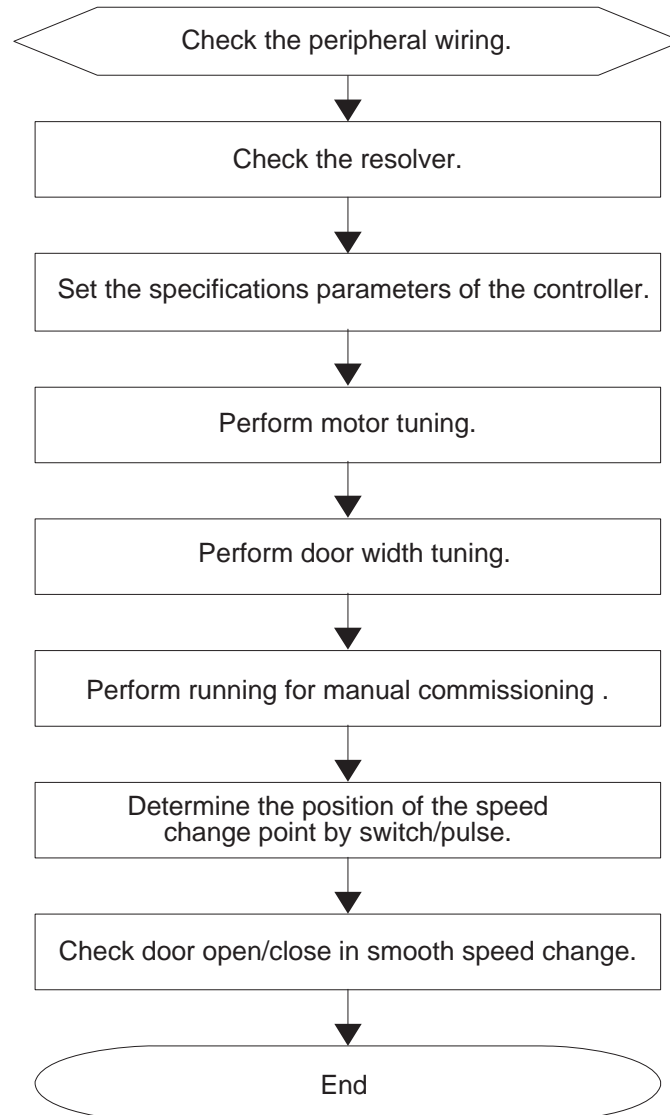 Check the peripheral wiring.
Check the resolver.
Set the specifications parameters of the controller.
Perform motor tuning.
Perform door width tuning.
Perform running for manual commissioning .
Determine the position of the speed
change point by switch/pulse.
Check door open/close in smooth speed change.
End